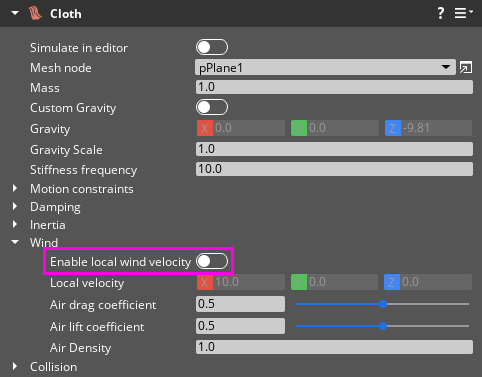 Cloth ?
Simulate in editor
Mesh node pPlane1
Mass 1.0
Custom Gravity
Gravity X 0.0 Y 0.0 Z -9.81
Gravity Scale 1.0
Stiffness frequency 10.0
Motion constraints
Damping
Inertia
Wind
Enable local wind velocity
Local velocity X 10.0 Y 0.0 Z 0.0
Air drag coefficient 0.5
Air lift coefficient 0.5
Air Density 1.0
Collision